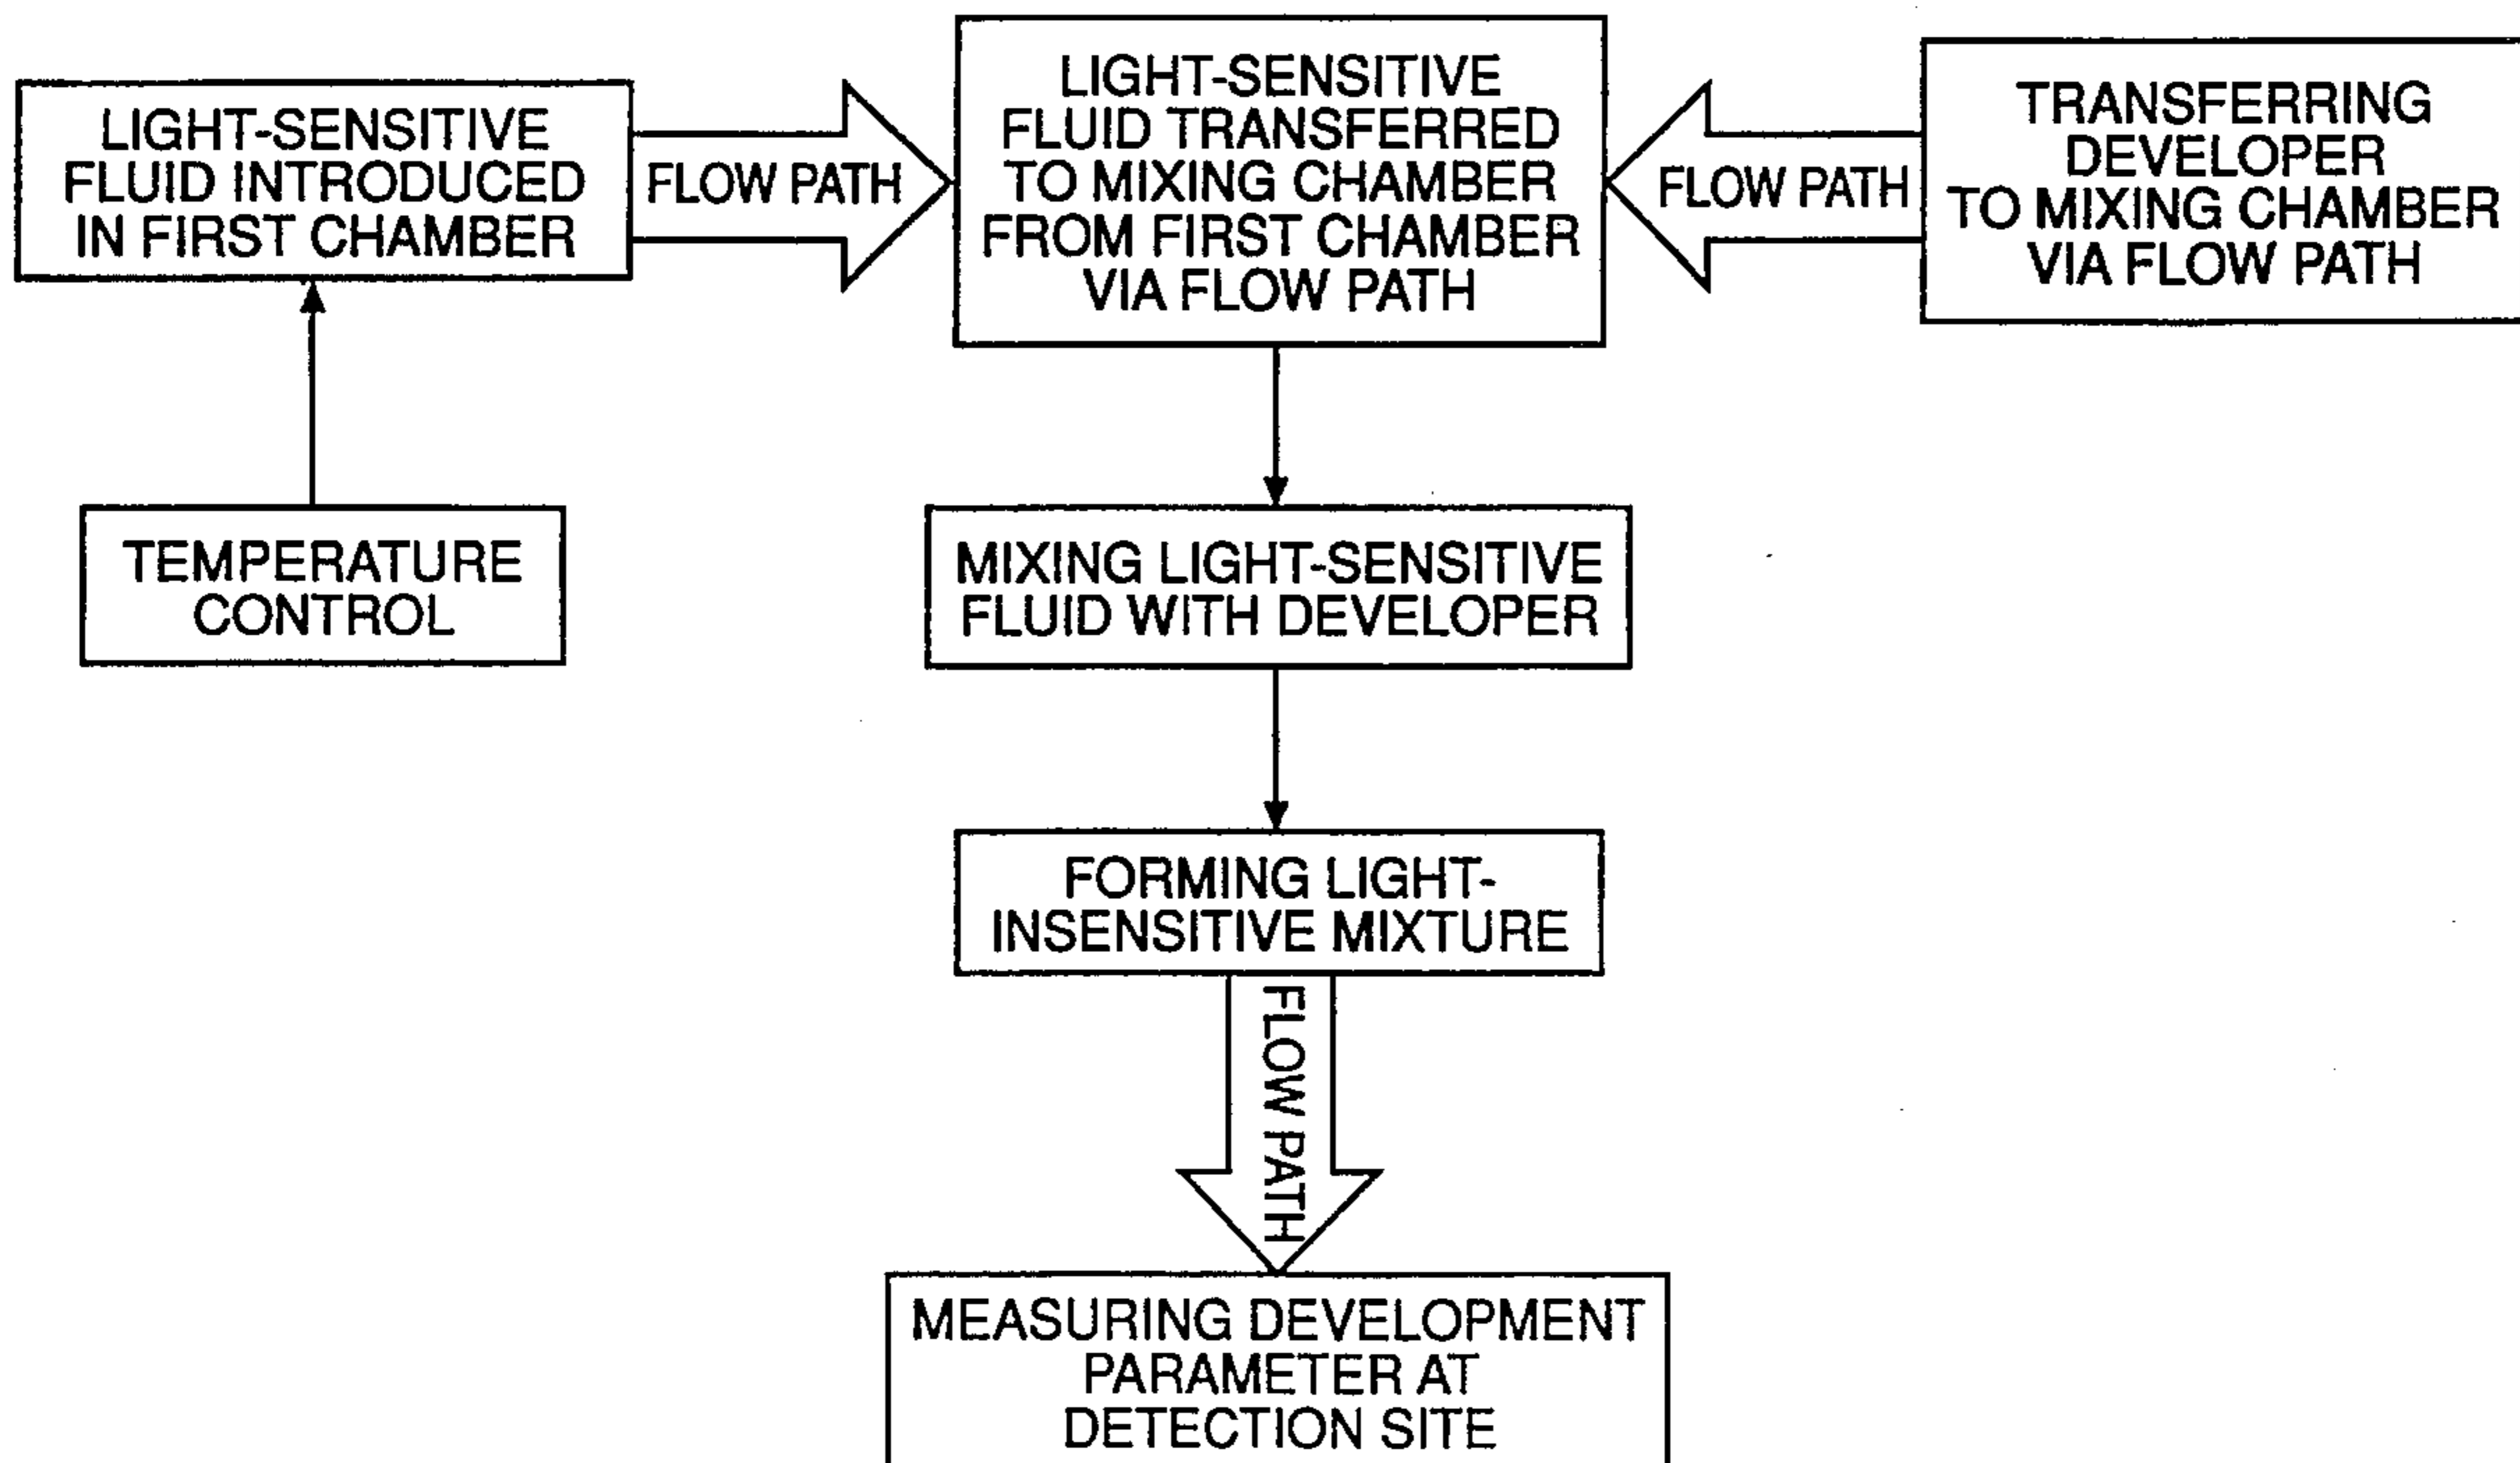 LIGHT-SENSITIVE
FLUID INTRODUCED
IN FIRST CHAMBER
FLOW PATH
LIGHT-SENSITIVE
FLUID TRANSFERRED
TO MIXING CHAMBER
FROM FIRST CHAMBER
VIA FLOW PATH
FLOW PATH
TRANSFERRING
DEVELOPER
TO MIXING CHAMBER
VIA FLOW PATH
TEMPERATURE
CONTROL
MIXING LIGHT-SENSITIVE
FLUID WITH DEVELOPER
FORMING LIGHT-
INSENSITIVE MIXTURE
FLOW PATH
MEASURING DEVELOPMENT
PARAMETER AT
DETECTION SITE